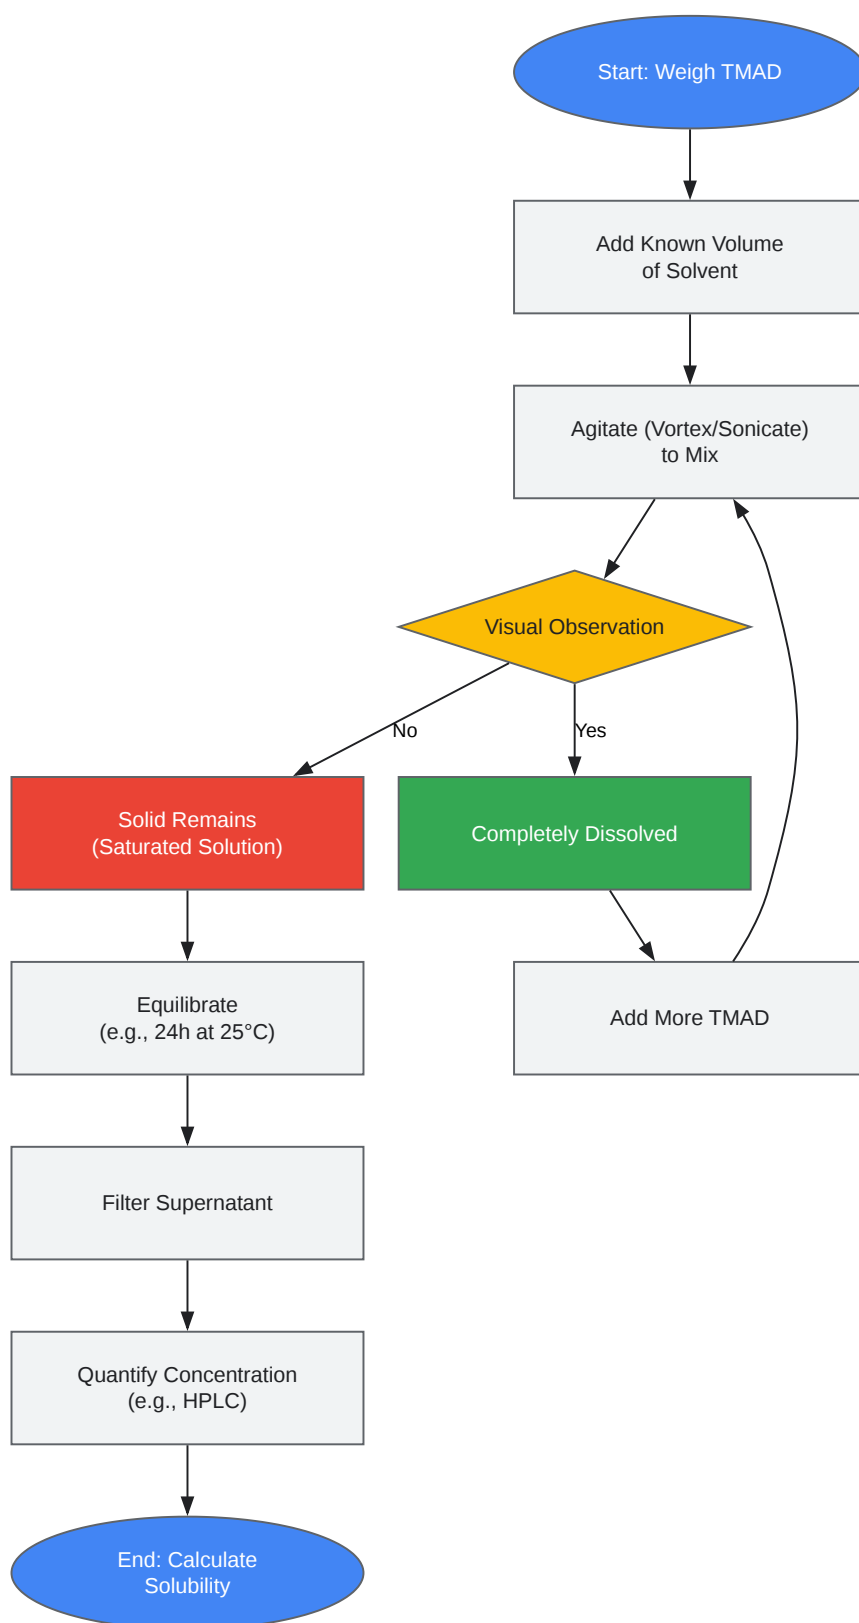 Start: Weigh TMAD
Add Known Volume
of Solvent
Agitate (Vortex/Sonicate)
to Mix
Visual Observation
No
Yes
Solid Remains
(Saturated Solution)
Completely Dissolved
Equilibrate
(e.g., 24h at 25°C)
Add More TMAD
Filter Supernatant
Quantify Concentration
(e.g., HPLC)
End: Calculate
Solubility